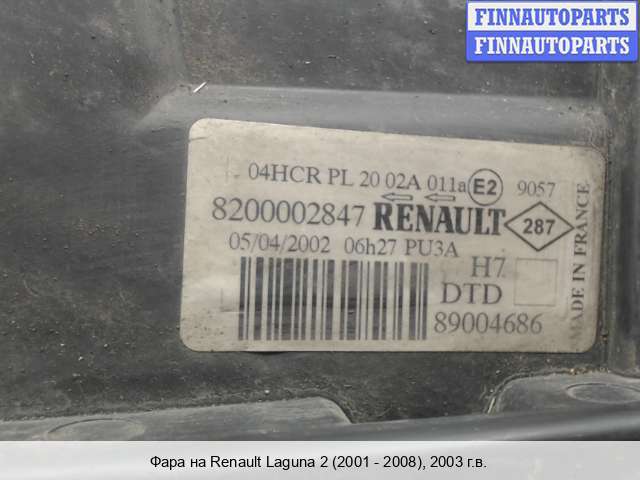 FINNAUTOPARTS
FINNAUTOPARTS
04HCR PL 20 02A 011a E2 9057
8200002847 RENAULT 287
05/04/2002 06h27 PU3A
H7
DTD
89004686
MADE IN FRANCE
Фара на Renault Laguna 2 (2001 - 2008), 2003 г.в.